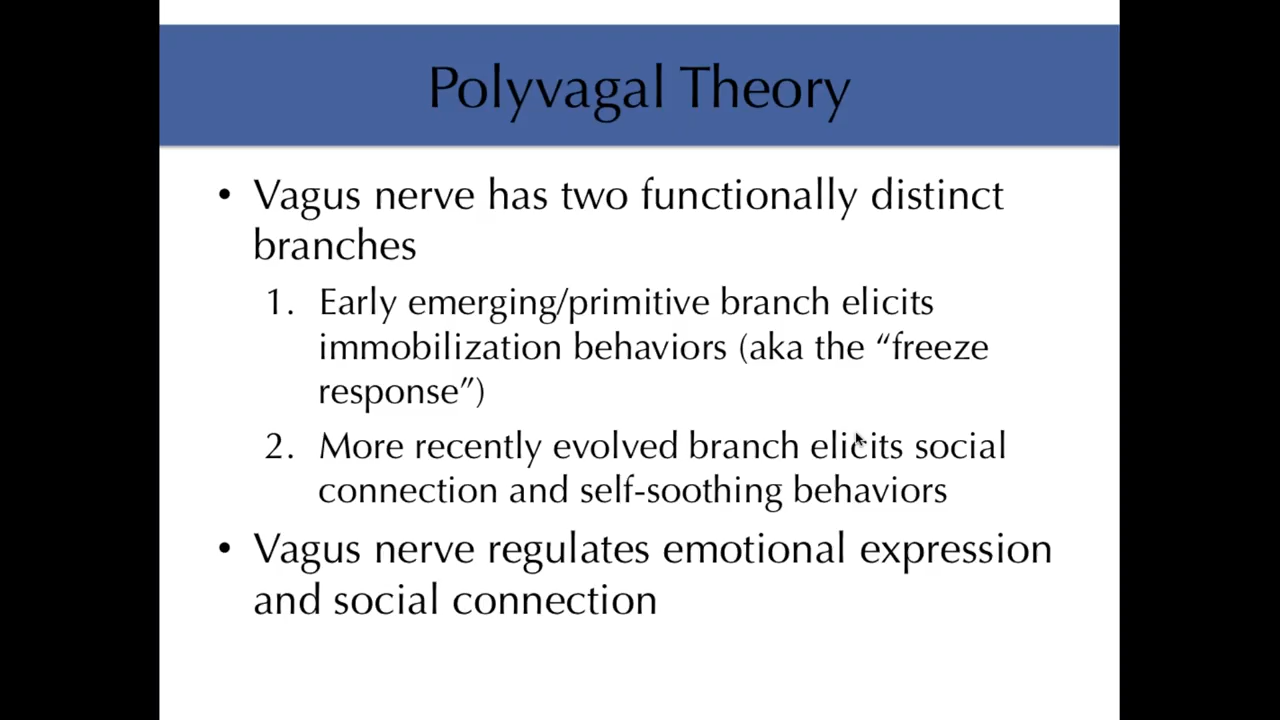 Polyvagal Theory
• Vagus nerve has two functionally distinct
branches
1. Early emerging/primitive branch elicits
immobilization behaviors (aka the “freeze
response”)
2. More recently evolved branch elicits social
connection and self-soothing behaviors
• Vagus nerve regulates emotional expression
and social connection